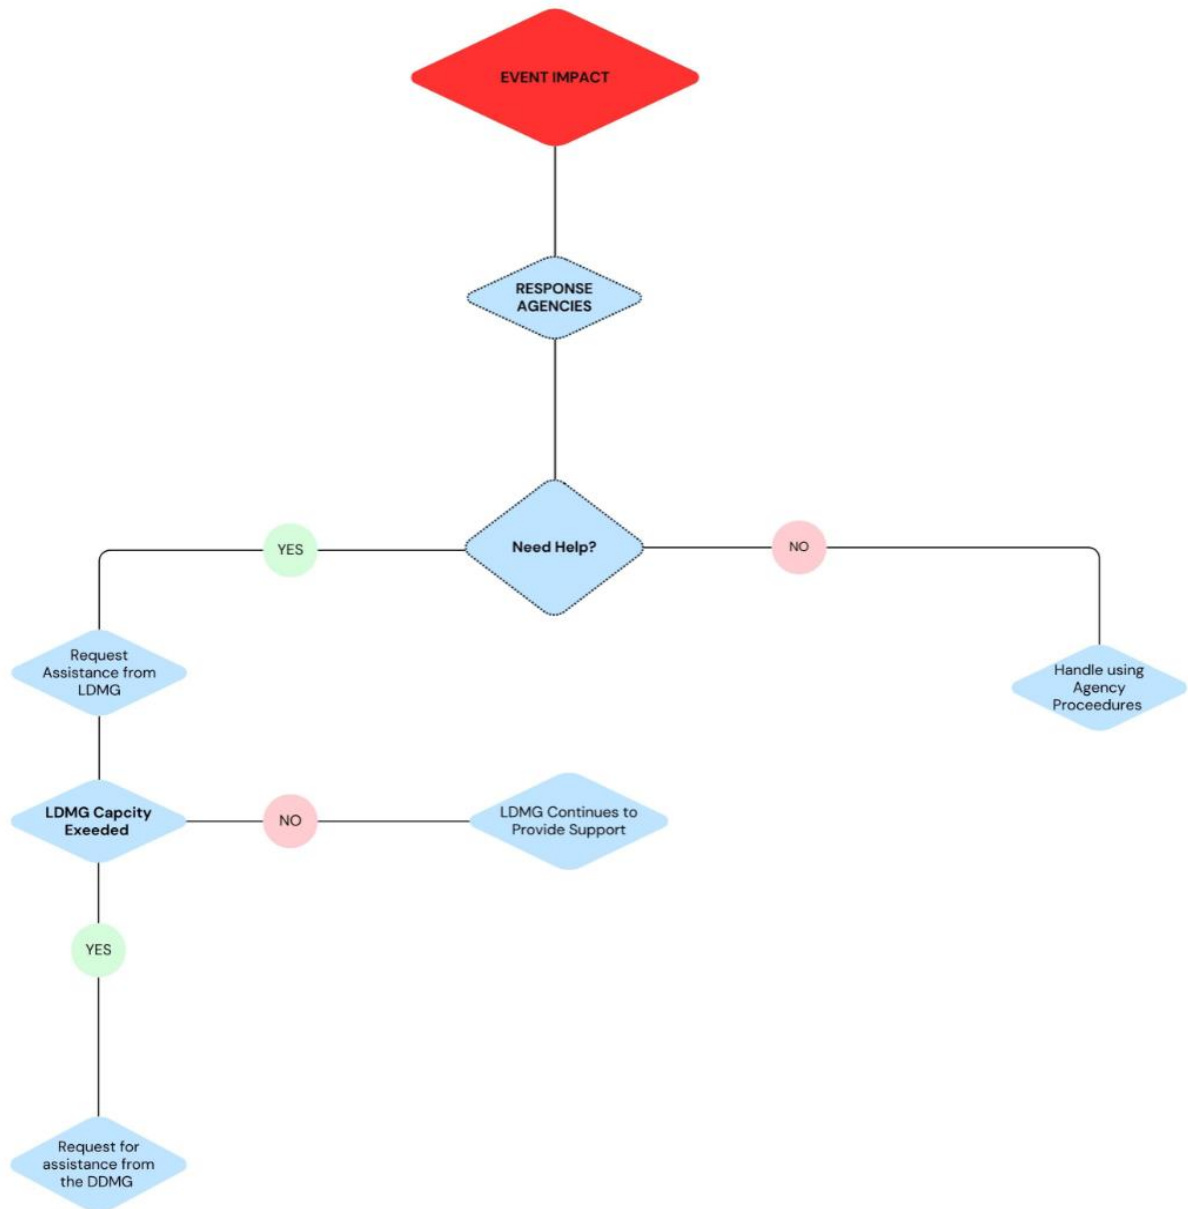 EVENT IMPACT
RESPONSE
AGENCIES
Need Help?
YES
NO
Request
Assistance from
LDMG
Handle using
Agency
Proceedures
LDMG Capcity
Exeeded
NO
LDMG Continues to
Provide Support
YES
Request for
assistance from
the DDMG